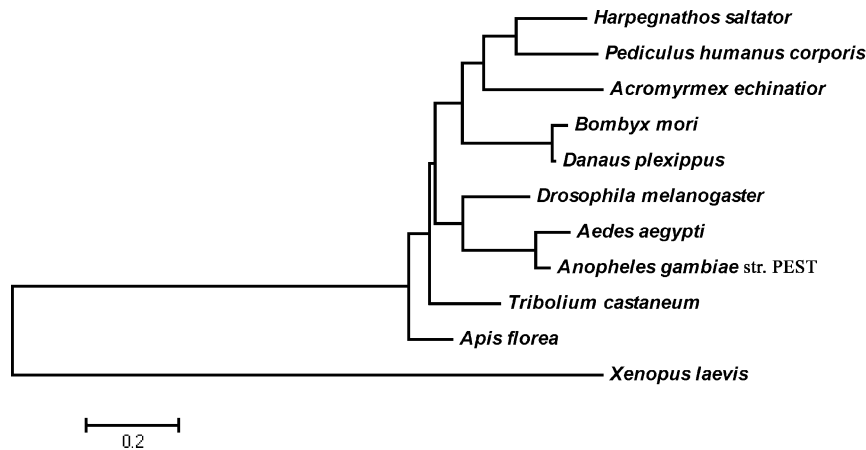 Harpegnathos saltator
Pediculus humanus corporis
Acromyrmex echinatior
Bombyx mori
Danaus plexippus
Drosophila melanogaster
Aedes aegypti
Anopheles gambiae str. PEST
Tribolium castaneum
Apis florea
Xenopus laevis
0.2